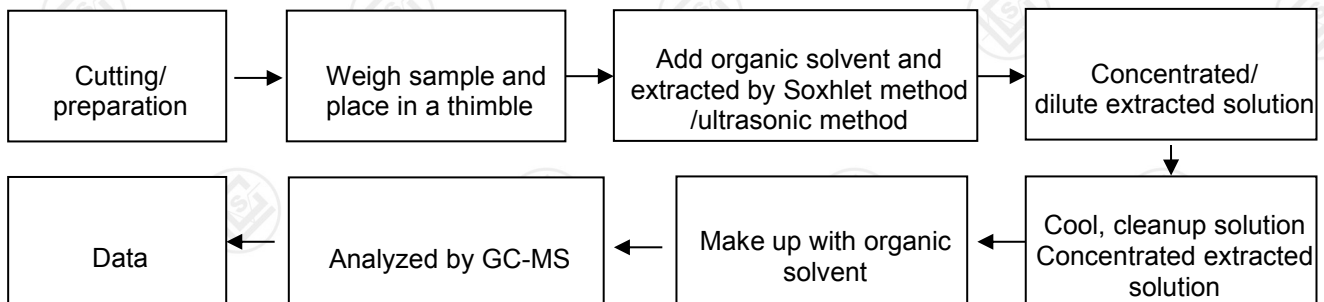 Cutting/
preparation
Weigh sample and
place in a thimble
Add organic solvent and
extracted by Soxhlet method
/ultrasonic method
Concentrated/
dilute extracted solution
Cool, cleanup solution
Concentrated extracted
solution
Make up with organic
solvent
Analyzed by GC-MS
Data